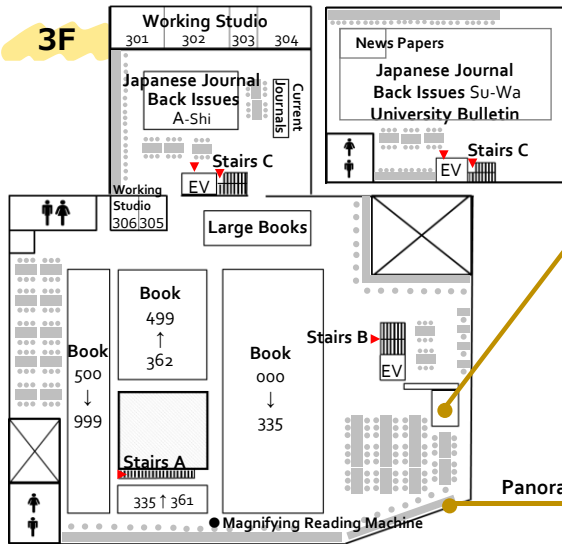 3F
Working Studio
301 302 303 304
Japanese Journal
Back Issues
A-Shi
Current
Journals
Stairs C
EV
News Papers
Japanese Journal
Back Issues Su-Wa
University Bulletin
Stairs C
EV
Working
Studio
306 305
Large Books
Book
499
↑
362
Book
500
↓
999
Book
000
↓
335
Stairs B
EV
Stairs A
335 ↑ 361
Magnifying Reading Machine